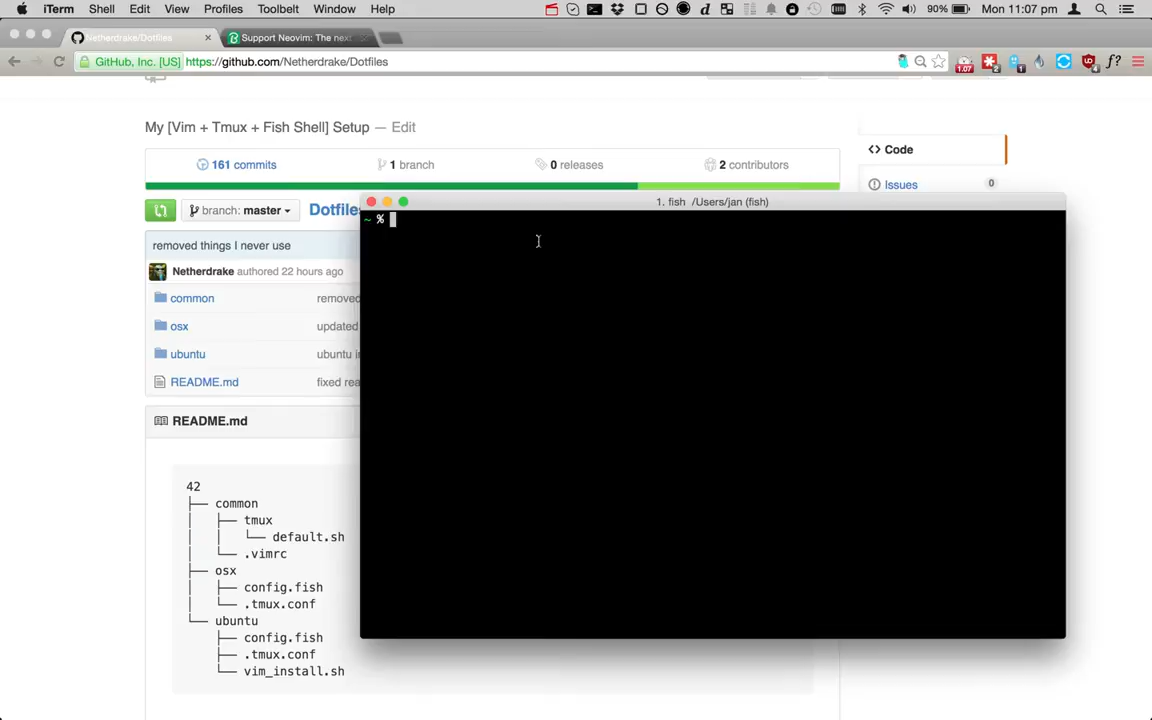 iTerm Shell Edit View Profiles Toolbelt Window Help 90% Mon 11:07 pm
Netherdrake/Dotfiles × Support Neovim: The next
GitHub, Inc. [US] https://github.com/Netherdrake/Dotfiles
My [Vim + Tmux + Fish Shell] Setup — Edit
161 commits 1 branch 0 releases 2 contributors
<> Code
Issues 0
branch: master
1. fish /Users/jan (fish)
~ %
removed things I never use
Netherdrake authored 22 hours ago
common removed
osx updated
ubuntu ubuntu i
README.md fixed rea
README.md
42
├── common
│ ├── tmux
│ │ └── default.sh
│ └── .vimrc
├── osx
│ ├── config.fish
│ └── .tmux.conf
└── ubuntu
├── config.fish
├── .tmux.conf
└── vim_install.sh